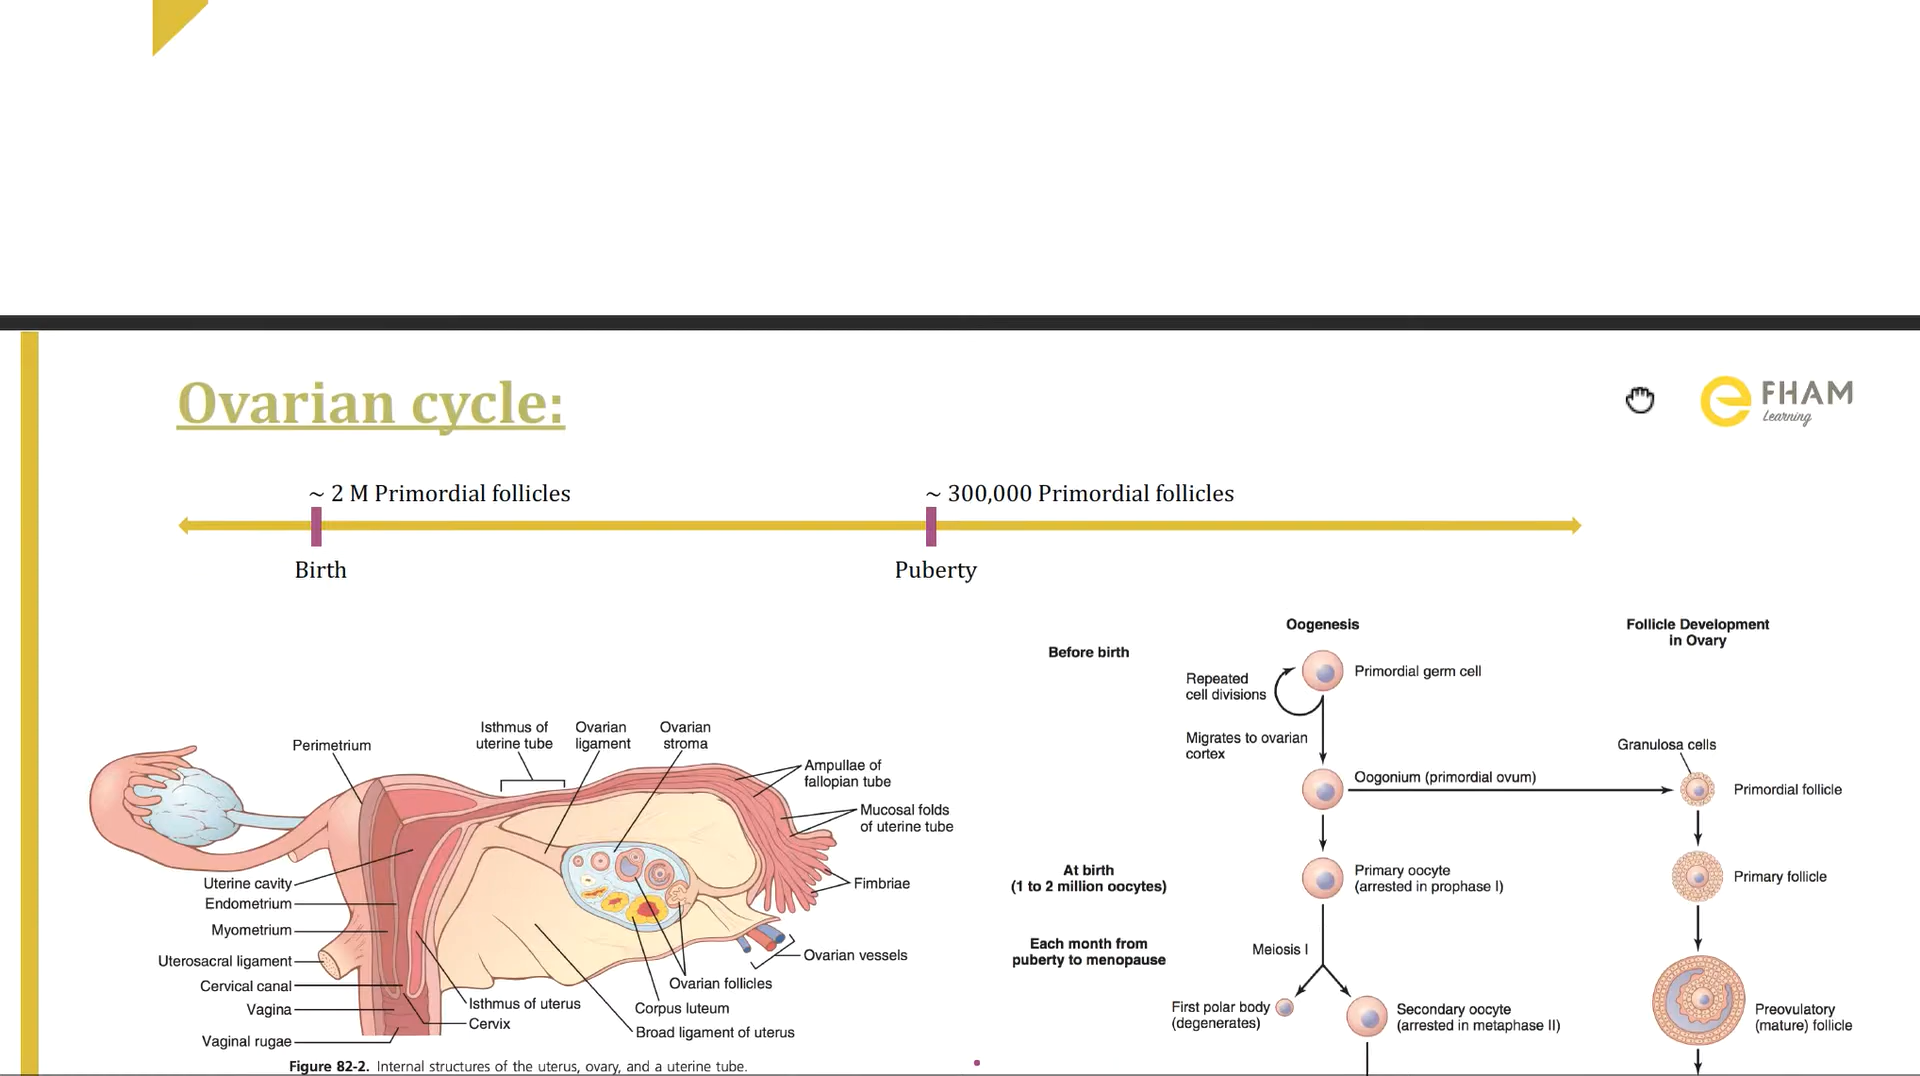 Ovarian cycle:
eFHAM
Learning
~ 2 M Primordial follicles
~ 300,000 Primordial follicles
Birth
Puberty
Perimetrium
Isthmus of
uterine tube
Ovarian
ligament
Ovarian
stroma
Ampullae of
fallopian tube
Mucosal folds
of uterine tube
Fimbriae
Ovarian vessels
Ovarian follicles
Corpus luteum
Broad ligament of uterus
Uterine cavity
Endometrium
Myometrium
Uterosacral ligament
Cervical canal
Vagina
Vaginal rugae
Isthmus of uterus
Cervix
Figure 82-2. Internal structures of the uterus, ovary, and a uterine tube.
Oogenesis
Follicle Development
in Ovary
Before birth
Primordial germ cell
Repeated
cell divisions
Migrates to ovarian
cortex
Oogonium (primordial ovum)
Granulosa cells
Primordial follicle
At birth
(1 to 2 million oocytes)
Primary oocyte
(arrested in prophase I)
Primary follicle
Each month from
puberty to menopause
Meiosis I
First polar body
(degenerates)
Secondary oocyte
(arrested in metaphase II)
Preovulatory
(mature) follicle